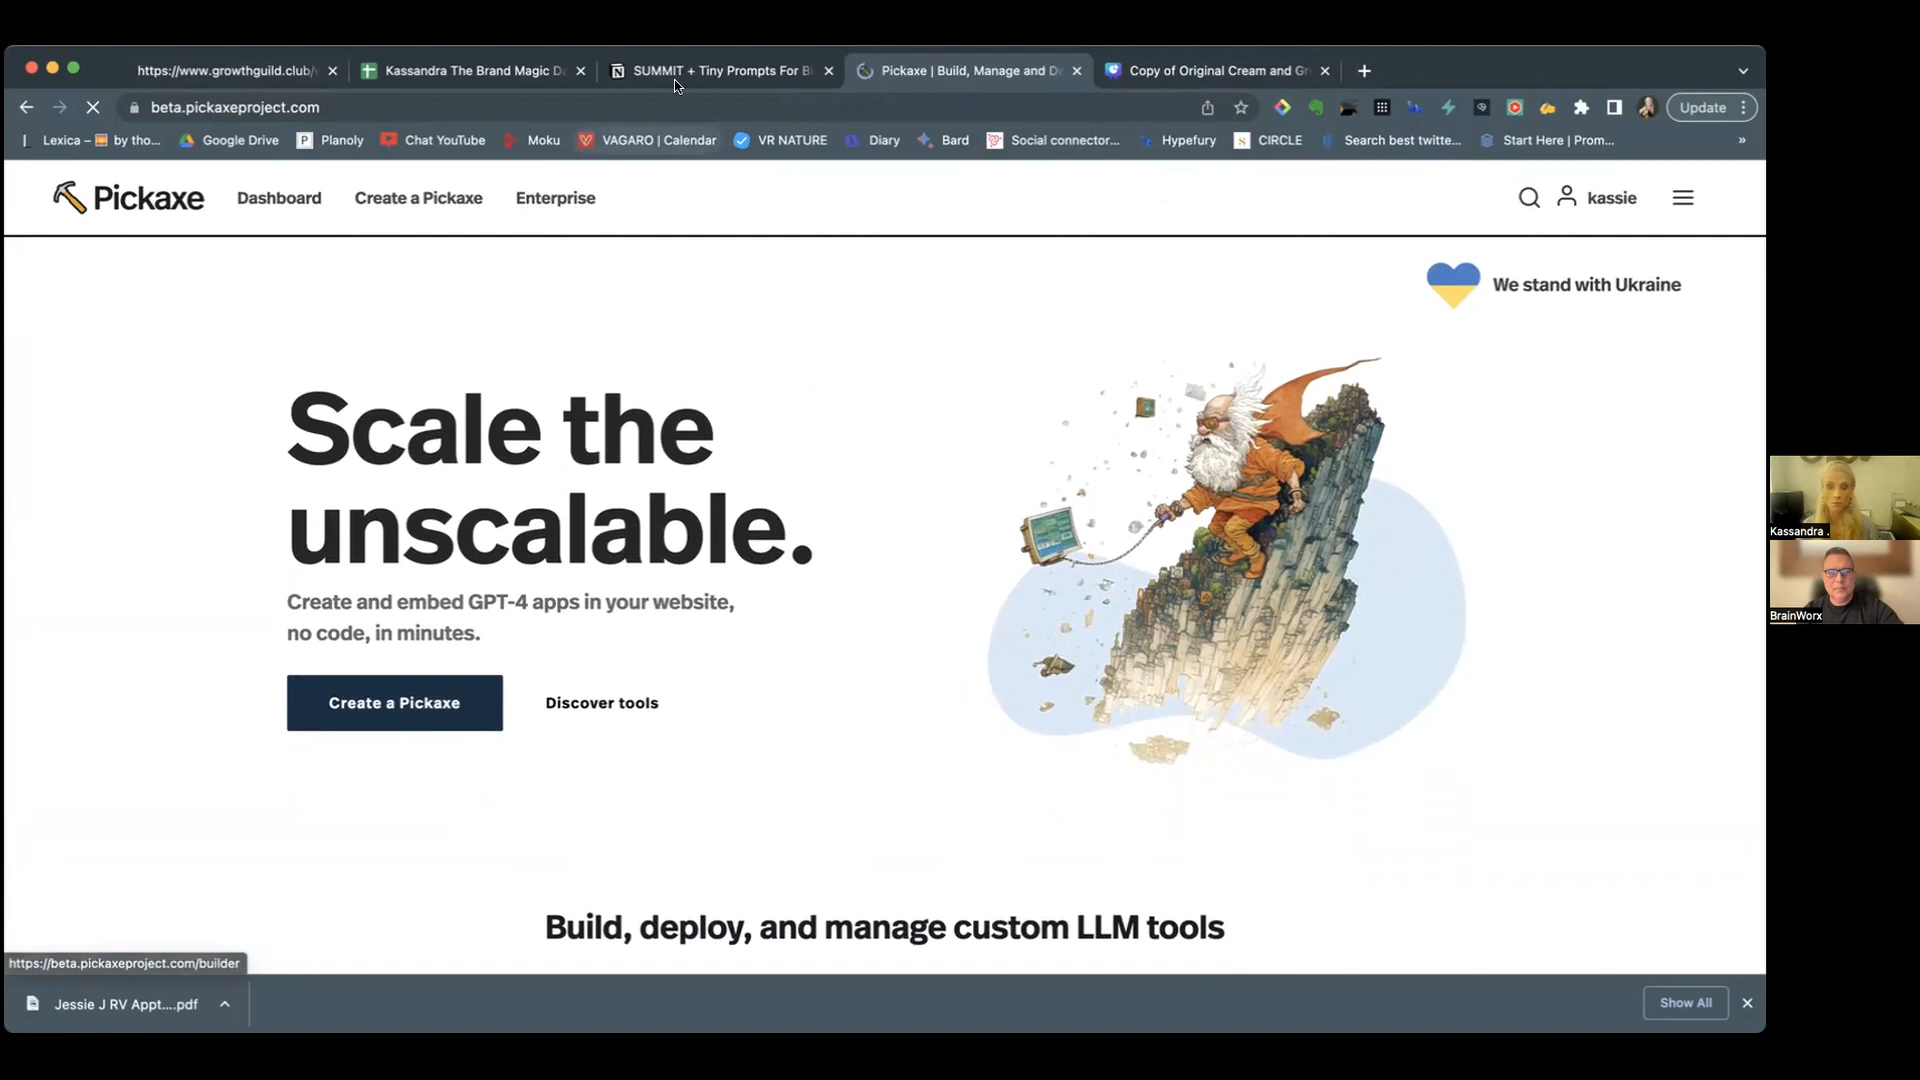 https://www.growthguild.club/
Kassandra The Brand Magic D
SUMMIT + Tiny Prompts For B
Pickaxe | Build, Manage and De
Copy of Original Cream and Gr
beta.pickaxeproject.com
Update
Lexica – by tho...
Google Drive
Planoly
Chat YouTube
Moku
VAGARO | Calendar
VR NATURE
Diary
Bard
Social connector...
Hypefury
CIRCLE
Search best twitte...
Start Here | Prom...
»
Pickaxe
Dashboard
Create a Pickaxe
Enterprise
kassie
We stand with Ukraine
Scale the
unscalable.
Create and embed GPT-4 apps in your website,
no code, in minutes.
Create a Pickaxe
Discover tools
Kassandra .
BrainWorx
Build, deploy, and manage custom LLM tools
https://beta.pickaxeproject.com/builder
Jessie J RV Appt....pdf
Show All